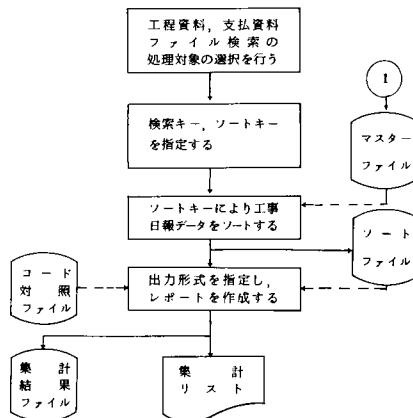 工程資料,支払資料
ファイル検索の
処理対象の選択を行う
1
検索キー,ソートキー
を指定する
マスター
ファイル
ソートキーにより工事
日報データをソートする
ソート
ファイル
コード
対照
ファイル
出力形式を指定し,
レポートを作成する
集計
結果
ファイル
集計
リスト